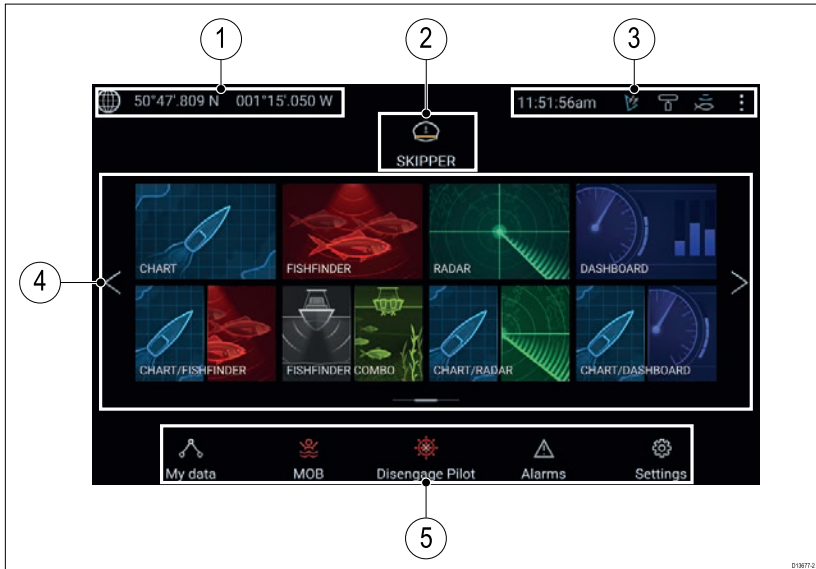 1
2
3
50°47'.809 N 001°15'.050 W
11:51:56am
SKIPPER
4
CHART
FISHFINDER
RADAR
DASHBOARD
CHART/FISHFINDER
FISHFINDER COMBO
CHART/RADAR
CHART/DASHBOARD
My data
MOB
Disengage Pilot
Alarms
Settings
5
D13677-2